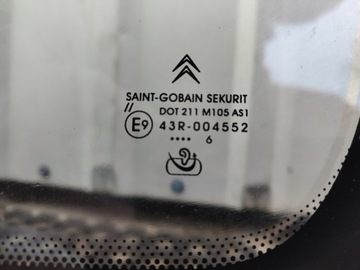 SAINT-GOBAIN SEKURIT
DOT 211 M105 AS1
//
E9 43R-004552
•••• 6